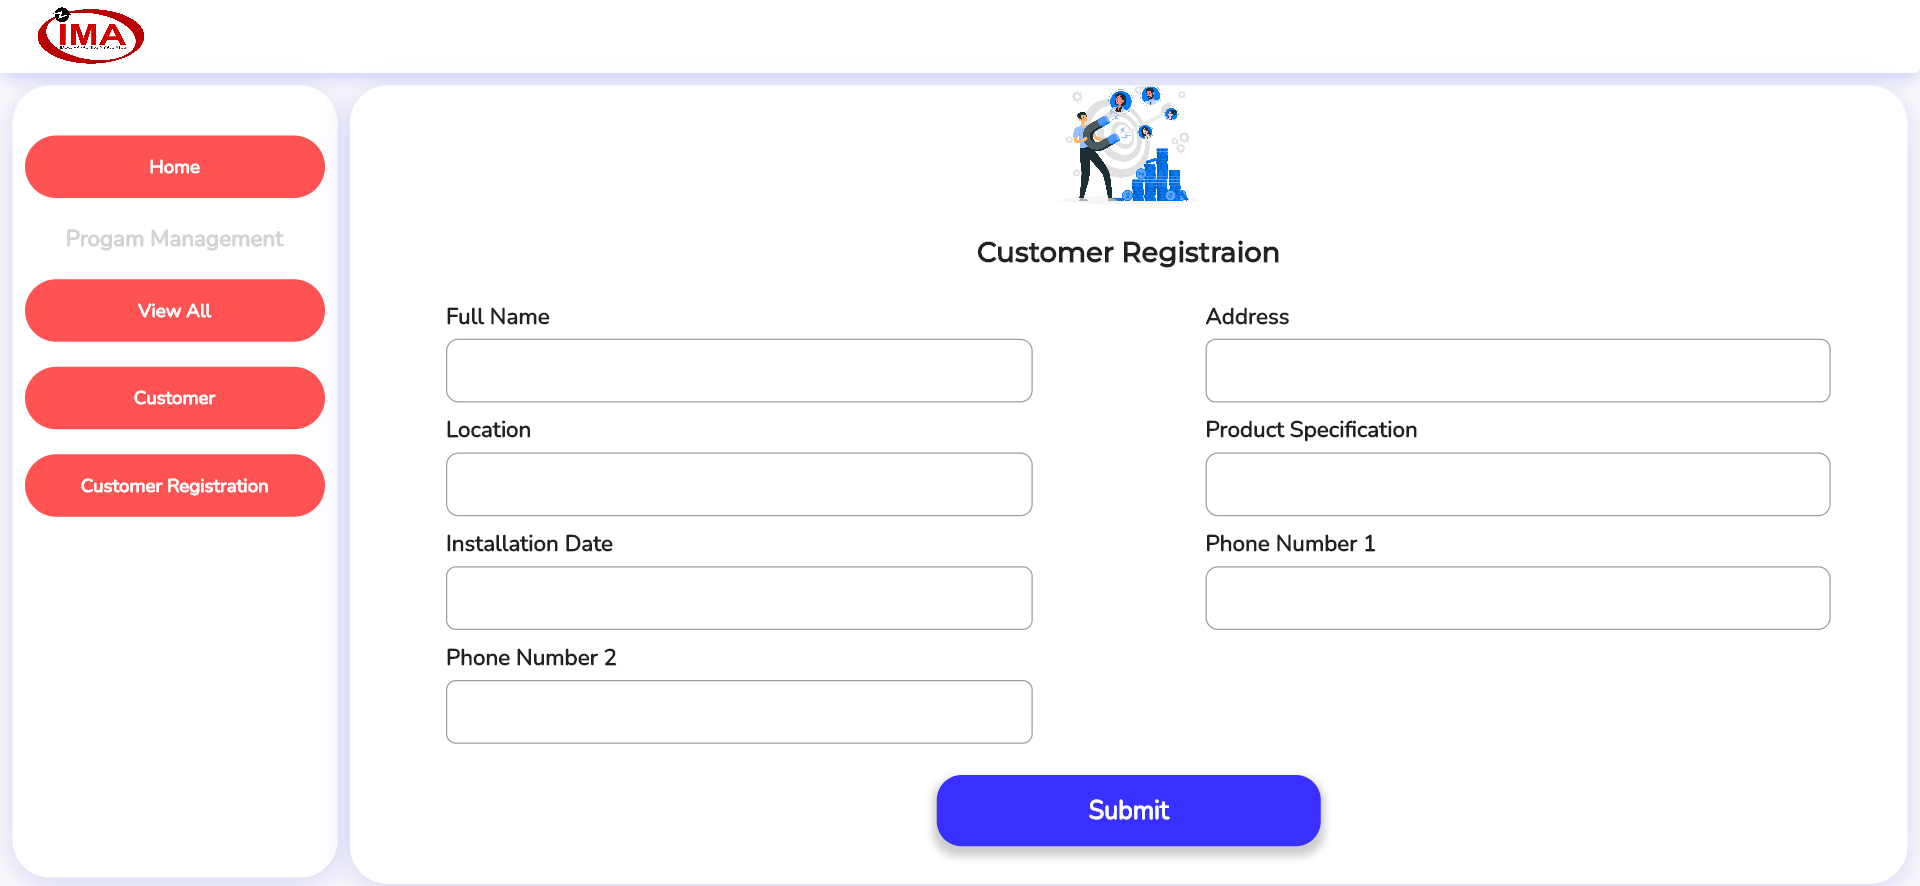 IMA
Home
Progam Management
View All
Customer
Customer Registration
Customer Registraion
Full Name
Address
Location
Product Specification
Installation Date
Phone Number 1
Phone Number 2
Submit